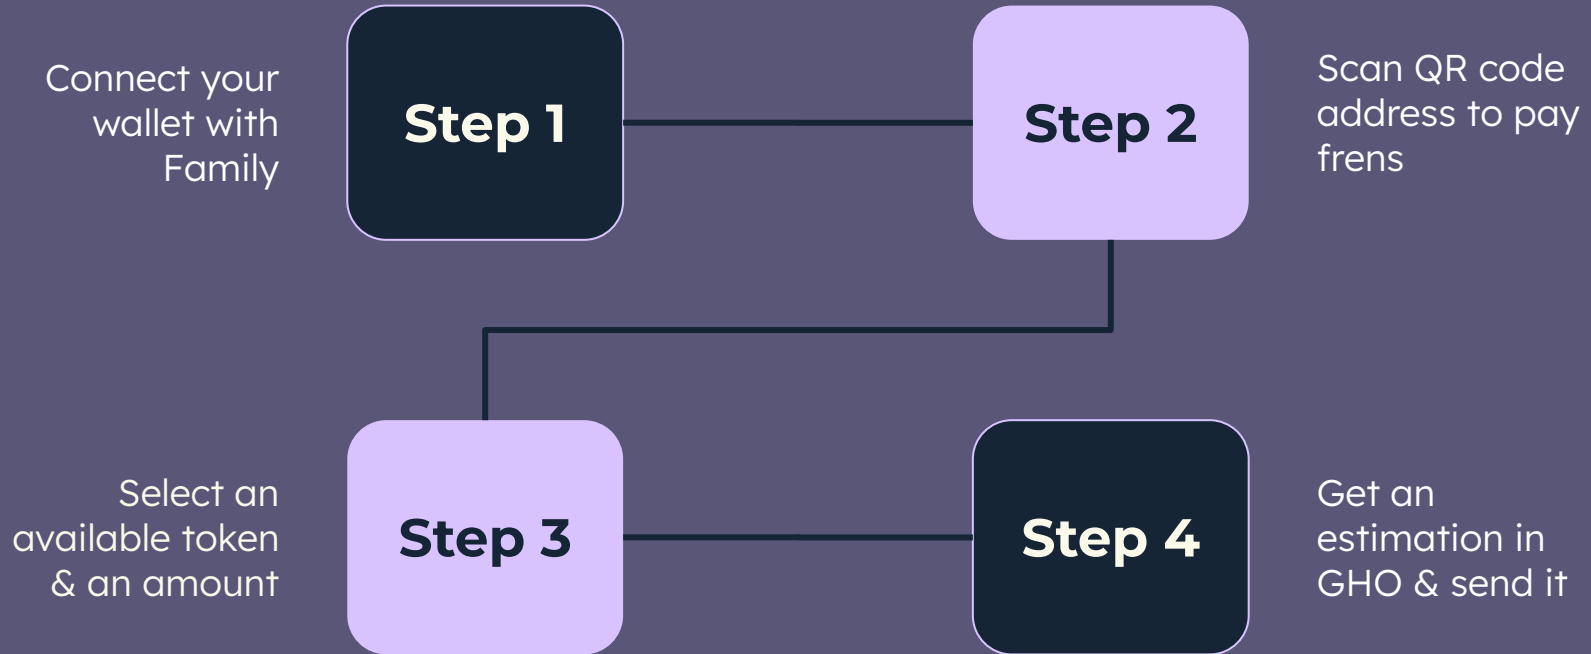 Connect your
wallet with
Family
Step 1
Step 2
Scan QR code
address to pay
frens
Select an
available token
& an amount
Step 3
Step 4
Get an
estimation in
GHO & send it